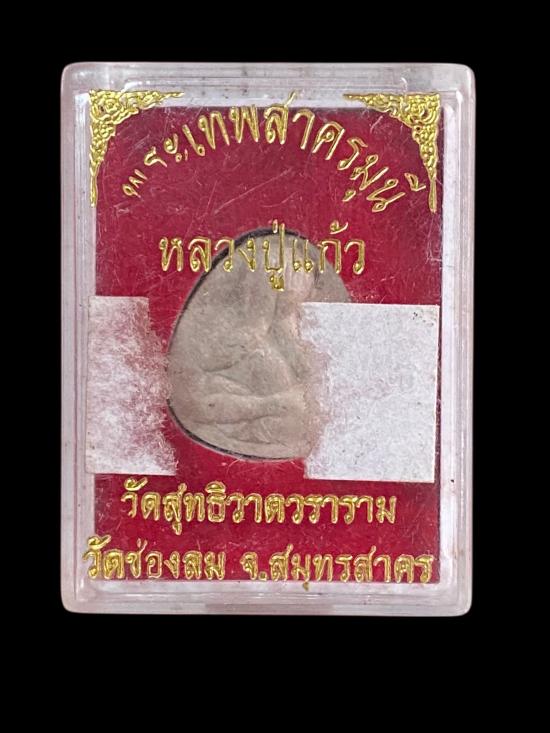 พระเทพสาครมุนี
หลวงปู่แก้ว
วัดสุทธิวาตวราราม
วัดช่องลม จ.สมุทรสาคร